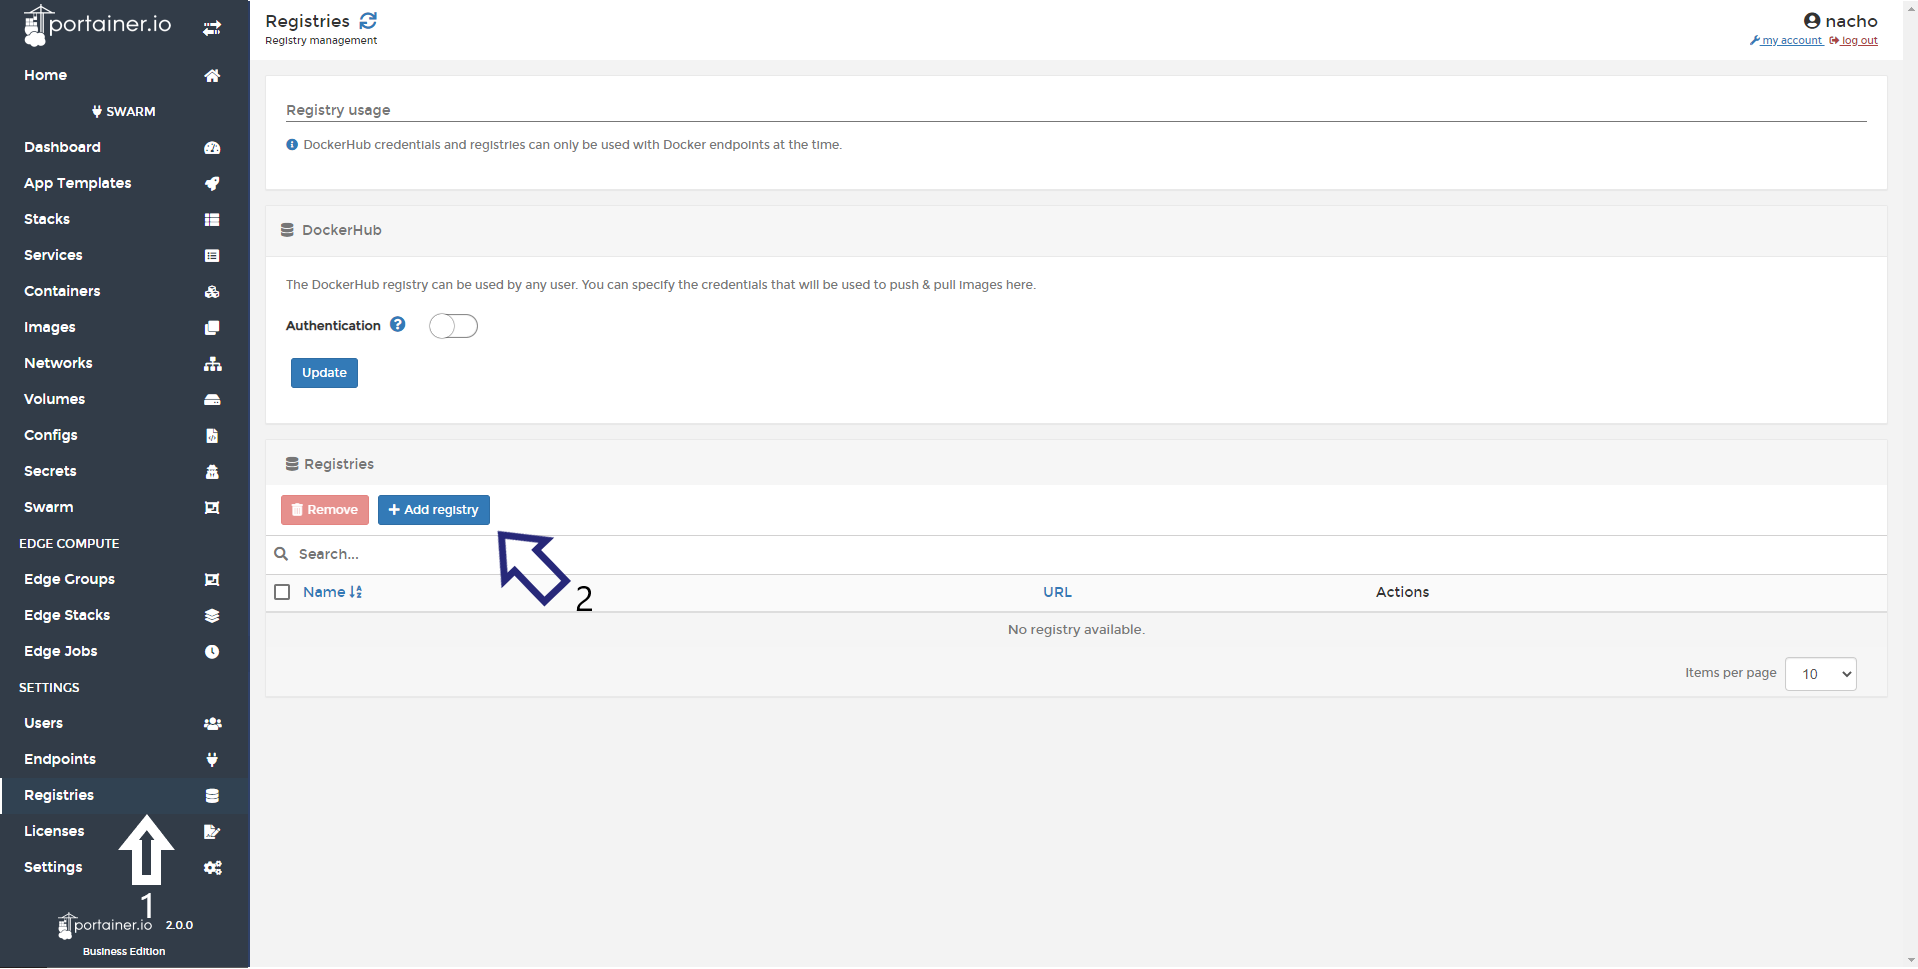 portainer.io
Home
SWARM
Dashboard
App Templates
Stacks
Services
Containers
Images
Networks
Volumes
Configs
Secrets
Swarm
EDGE COMPUTE
Edge Groups
Edge Stacks
Edge Jobs
SETTINGS
Users
Endpoints
Registries
Licenses
Settings
1
portainer.io 2.0.0
Business Edition
Registries
Registry management
nacho
my account log out
Registry usage
DockerHub credentials and registries can only be used with Docker endpoints at the time.
DockerHub
The DockerHub registry can be used by any user. You can specify the credentials that will be used to push & pull images here.
Authentication
Update
Registries
Remove + Add registry
Search...
2
Name URL Actions
No registry available.
Items per page 10